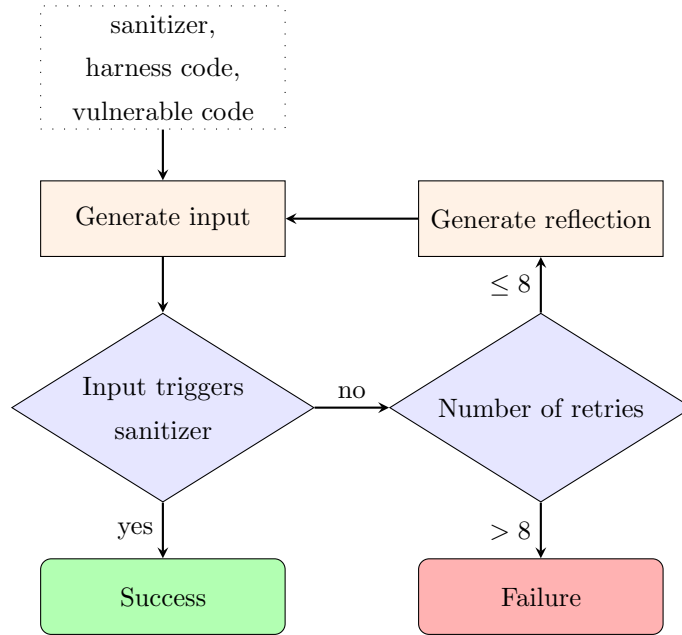 sanitizer,
harness code,
vulnerable code
Generate input
Generate reflection
≤ 8
Input triggers
sanitizer
no
Number of retries
yes
> 8
Success
Failure